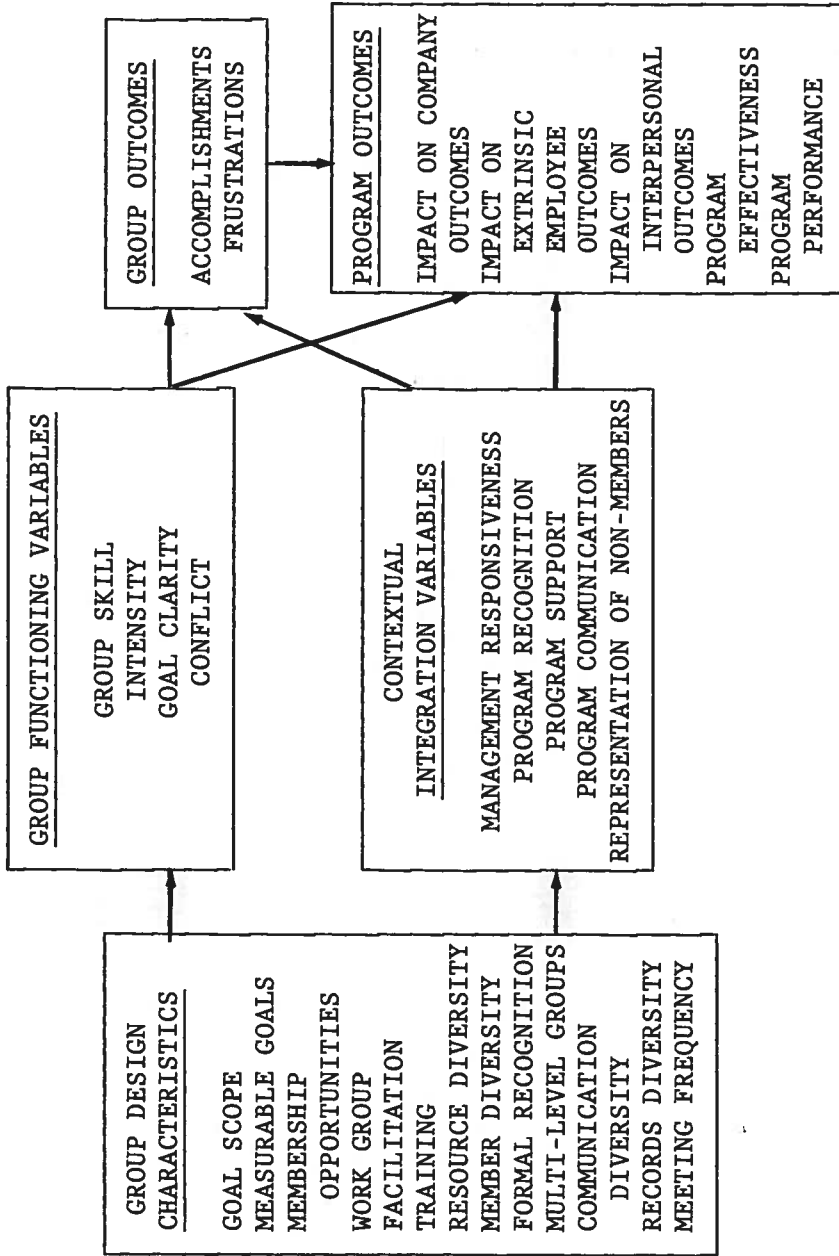 GROUP DESIGN
CHARACTERISTICS
GOAL SCOPE
MEASURABLE GOALS
MEMBERSHIP
OPPORTUNITIES
WORK GROUP
FACILITATION
TRAINING
RESOURCE DIVERSITY
MEMBER DIVERSITY
FORMAL RECOGNITION
MULTI-LEVEL GROUPS
COMMUNICATION
DIVERSITY
RECORDS DIVERSITY
MEETING FREQUENCY
GROUP FUNCTIONING VARIABLES
GROUP SKILL
INTENSITY
GOAL CLARITY
CONFLICT
CONTEXTUAL
INTEGRATION VARIABLES
MANAGEMENT RESPONSIVENESS
PROGRAM RECOGNITION
PROGRAM SUPPORT
PROGRAM COMMUNICATION
REPRESENTATION OF NON-MEMBERS
GROUP OUTCOMES
ACCOMPLISHMENTS
FRUSTRATIONS
PROGRAM OUTCOMES
IMPACT ON COMPANY
OUTCOMES
IMPACT ON
EXTRINSIC
EMPLOYEE
OUTCOMES
IMPACT ON
INTERPERSONAL
OUTCOMES
PROGRAM
EFFECTIVENESS
PROGRAM
PERFORMANCE